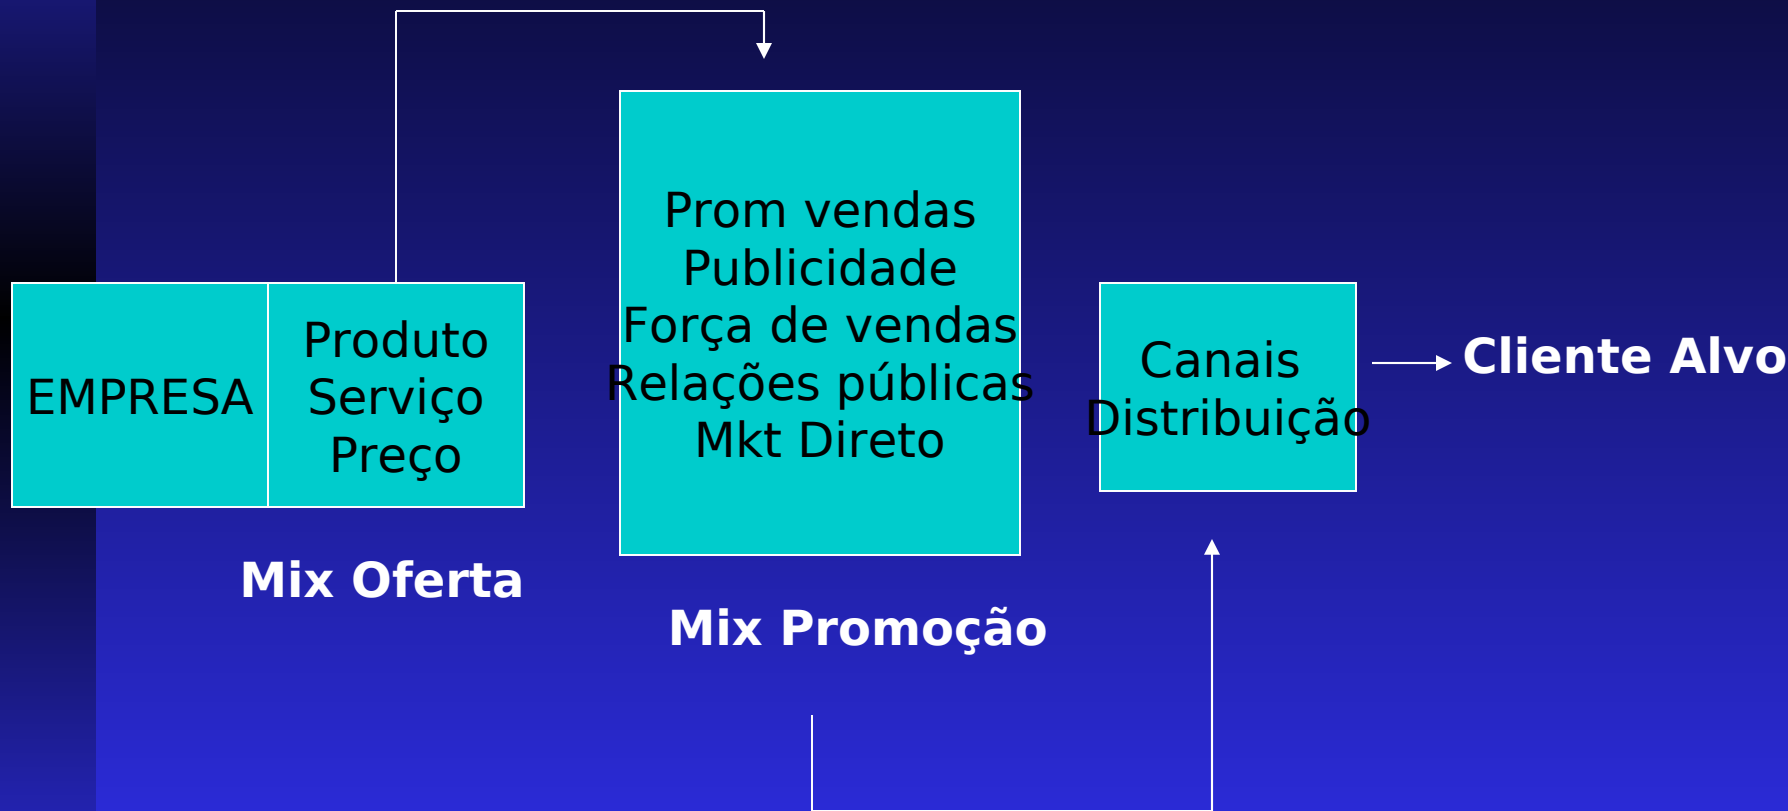 EMPRESA
Produto
Serviço
Preço
Mix Oferta
Prom vendas
Publicidade
Força de vendas
Relações públicas
Mkt Direto
Mix Promoção
Canais
Distribuição
Cliente Alvo